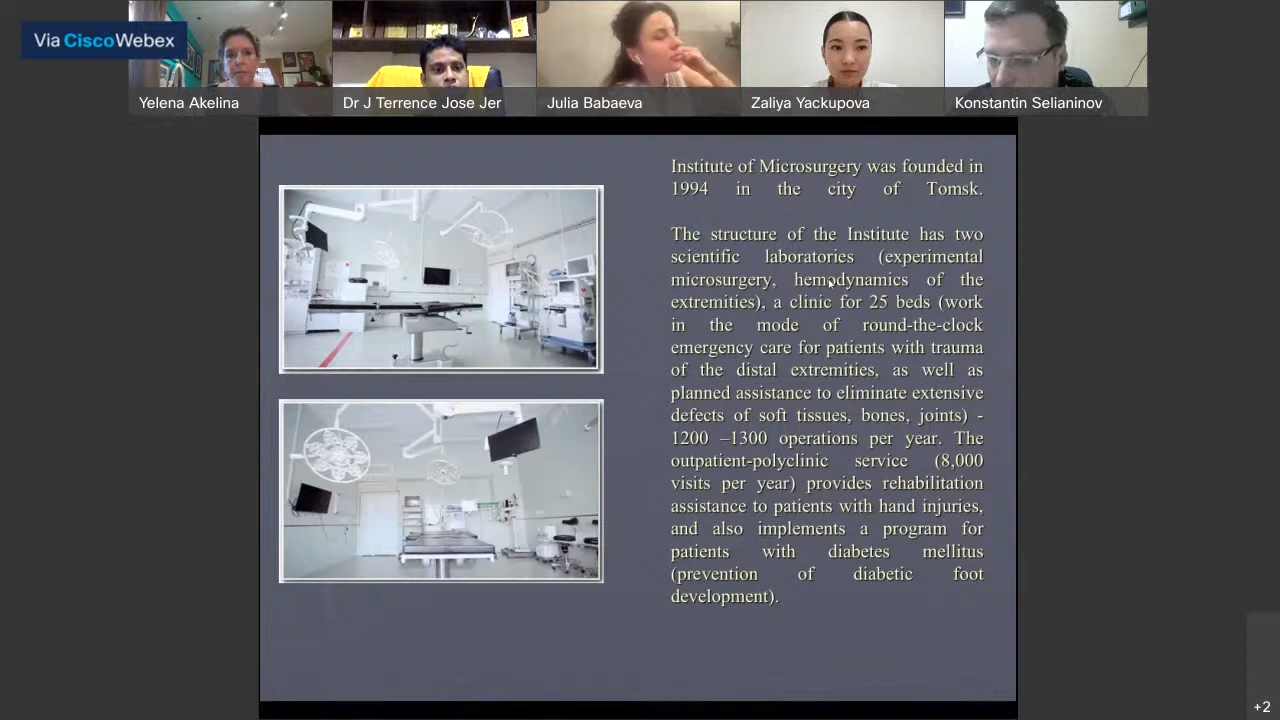 Via Cisco Webex
Yelena Akelina
Dr J Terrence Jose Jer
Julia Babaeva
Zaliya Yackupova
Konstantin Selianinov
Institute of Microsurgery was founded in
1994 in the city of Tomsk.
The structure of the Institute has two
scientific laboratories (experimental
microsurgery, hemodynamics of the
extremities), a clinic for 25 beds (work
in the mode of round-the-clock
emergency care for patients with trauma
of the distal extremities, as well as
planned assistance to eliminate extensive
defects of soft tissues, bones, joints) -
1200 –1300 operations per year. The
outpatient-polyclinic service (8,000
visits per year) provides rehabilitation
assistance to patients with hand injuries,
and also implements a program for
patients with diabetes mellitus
(prevention of diabetic foot
development).
+2